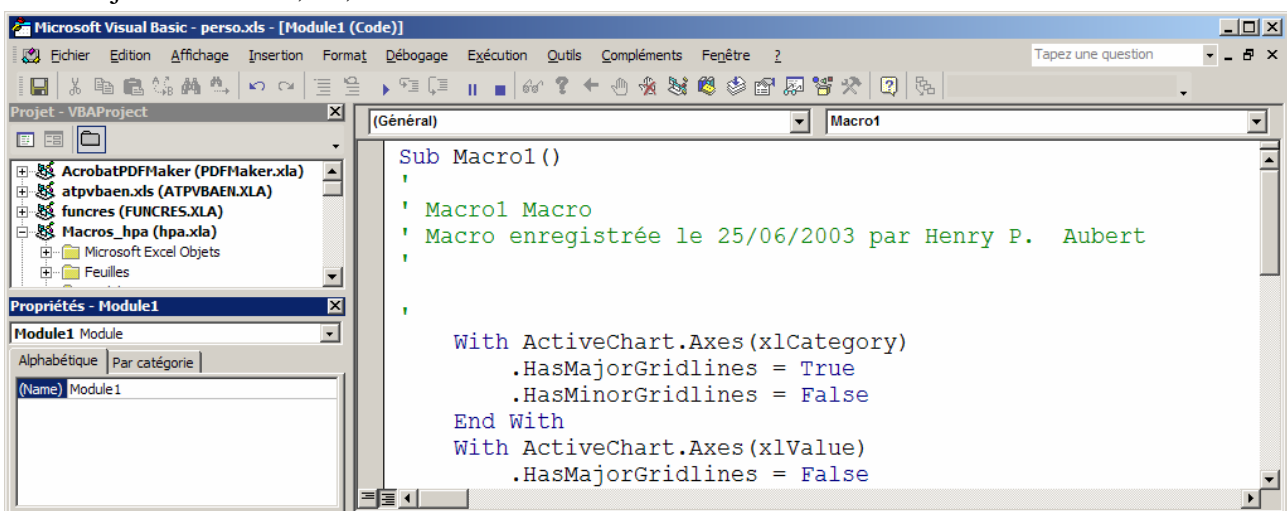 Microsoft Visual Basic - perso.xls - [Module1 (Code)]
Fichier Edition Affichage Insertion Format Débogage Exécution Outils Compléments Fenêtre ? Tapez une question
Projet - VBAProject
(Général) Macro1
AcrobatPDFMaker (PDFMaker.xla)
atpvbaen.xls (ATPVBAEN.XLA)
funcres (FUNCRES.XLA)
Macros_hpa (hpa.xla)
Microsoft Excel Objets
Feuilles
Propriétés - Module1
Module1 Module
Alphabétique Par catégorie
(Name) Module1
Sub Macro1()
'
' Macro1 Macro
' Macro enregistrée le 25/06/2003 par Henry P.  Aubert
'
'
With ActiveChart.Axes(xlCategory)
.HasMajorGridlines = True
.HasMinorGridlines = False
End With
With ActiveChart.Axes(xlValue)
.HasMajorGridlines = False